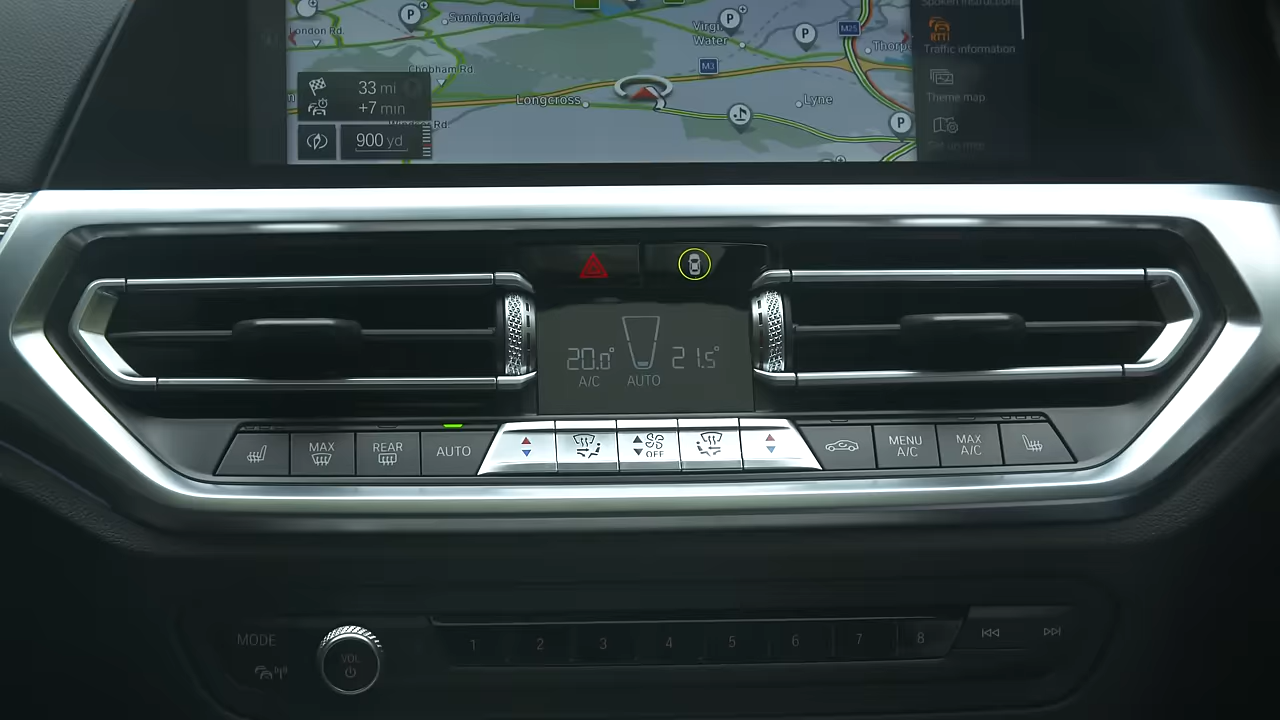 Spoken instructions
Sunningdale
London Rd.
Virginia
Water
M25
Thorpe
Traffic information
Chobham Rd
M3
33 mi
+7 min
Longcross
Lyne
Theme map
900 yd
P
P
P
P
20.0°
21.5°
A/C
AUTO
MAX
REAR
AUTO
OFF
MENU
A/C
MAX
A/C
MODE
VOL
1 2 3 4 5 6 7 8